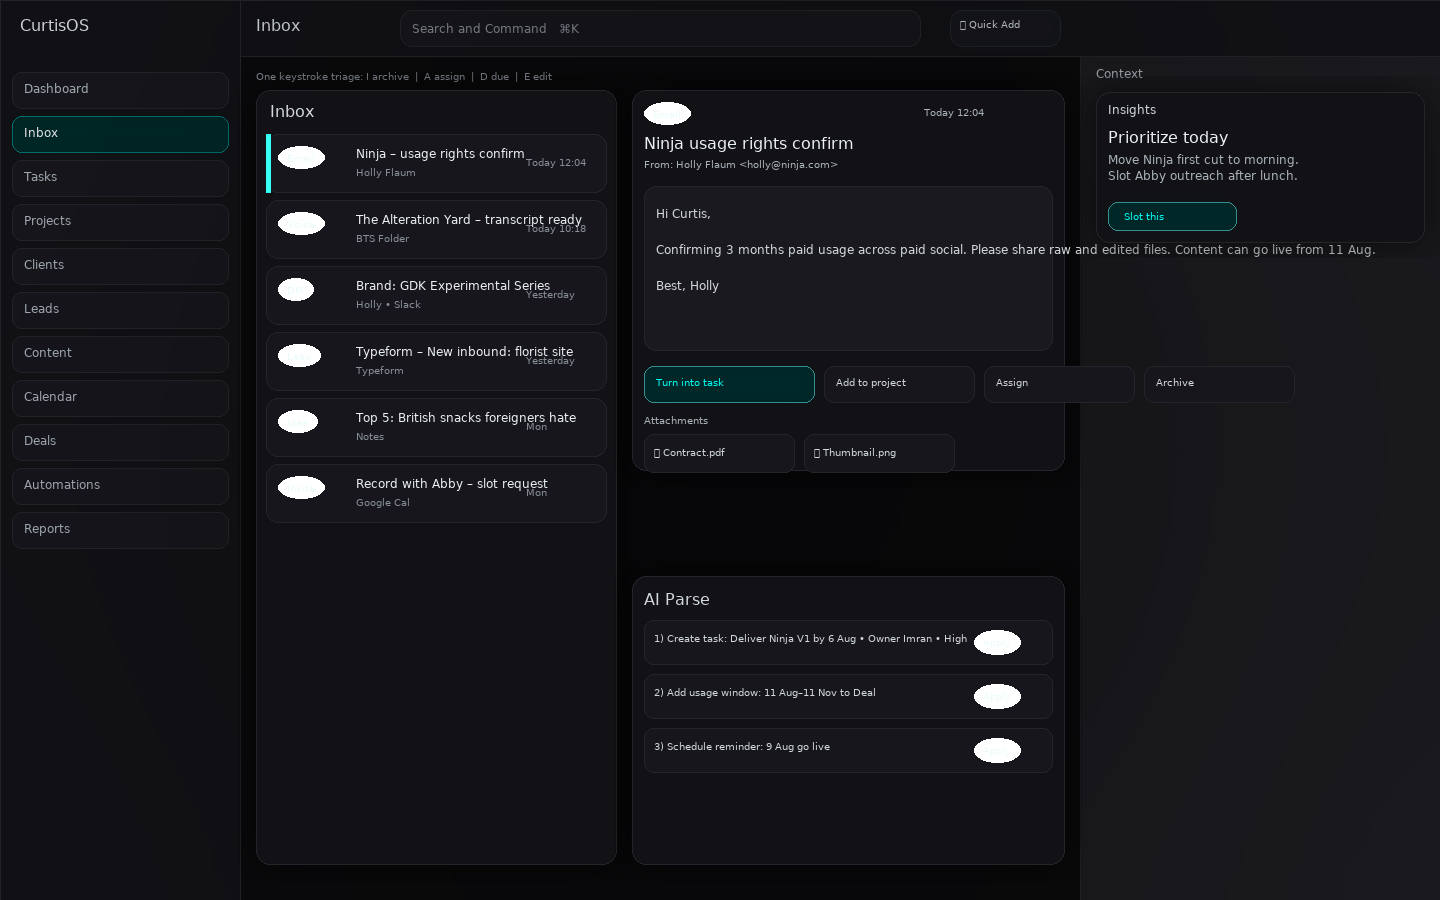 CurtisOS
Inbox
Search and Command ⌘K
Quick Add
Dashboard
Inbox
Tasks
Projects
Clients
Leads
Content
Calendar
Deals
Automations
Reports
One keystroke triage: I archive | A assign | D due | E edit
Inbox
Ninja – usage rights confirm
Today 12:04
Holly Flaum
The Alteration Yard – transcript ready
Today 10:18
BTS Folder
Brand: GDK Experimental Series
Yesterday
Holly • Slack
Typeform – New inbound: florist site
Yesterday
Typeform
Top 5: British snacks foreigners hate
Mon
Notes
Record with Abby – slot request
Mon
Google Cal
Today 12:04
Ninja usage rights confirm
From: Holly Flaum <holly@ninja.com>
Hi Curtis,
Confirming 3 months paid usage across paid social. Please share raw and edited files. Content can go live from 11 Aug.
Best, Holly
Turn into task
Add to project
Assign
Archive
Attachments
Contract.pdf
Thumbnail.png
AI Parse
1) Create task: Deliver Ninja V1 by 6 Aug • Owner Imran • High
2) Add usage window: 11 Aug–11 Nov to Deal
3) Schedule reminder: 9 Aug go live
Context
Insights
Prioritize today
Move Ninja first cut to morning.
Slot Abby outreach after lunch.
Slot this